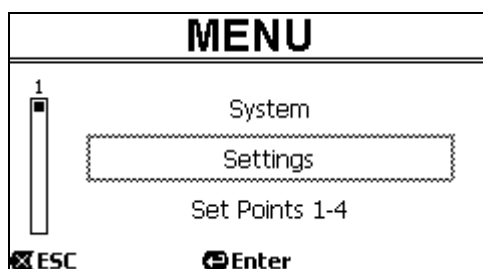 MENU
1
System
Settings
Set Points 1-4
ESC Enter